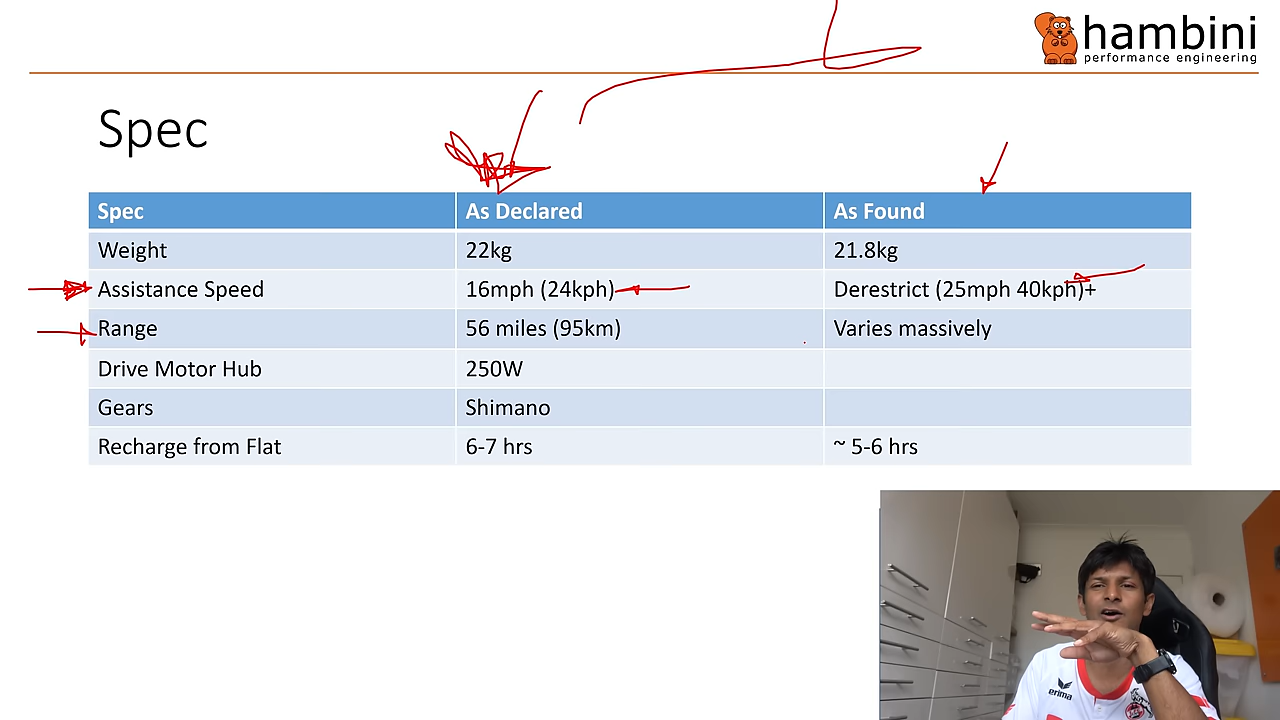 hambini
performance engineering
Spec
Spec As Declared As Found
Weight 22kg 21.8kg
Assistance Speed 16mph (24kph) Derestrict (25mph 40kph)+
Range 56 miles (95km) Varies massively
Drive Motor Hub 250W
Gears Shimano
Recharge from Flat 6-7 hrs ~ 5-6 hrs
erima